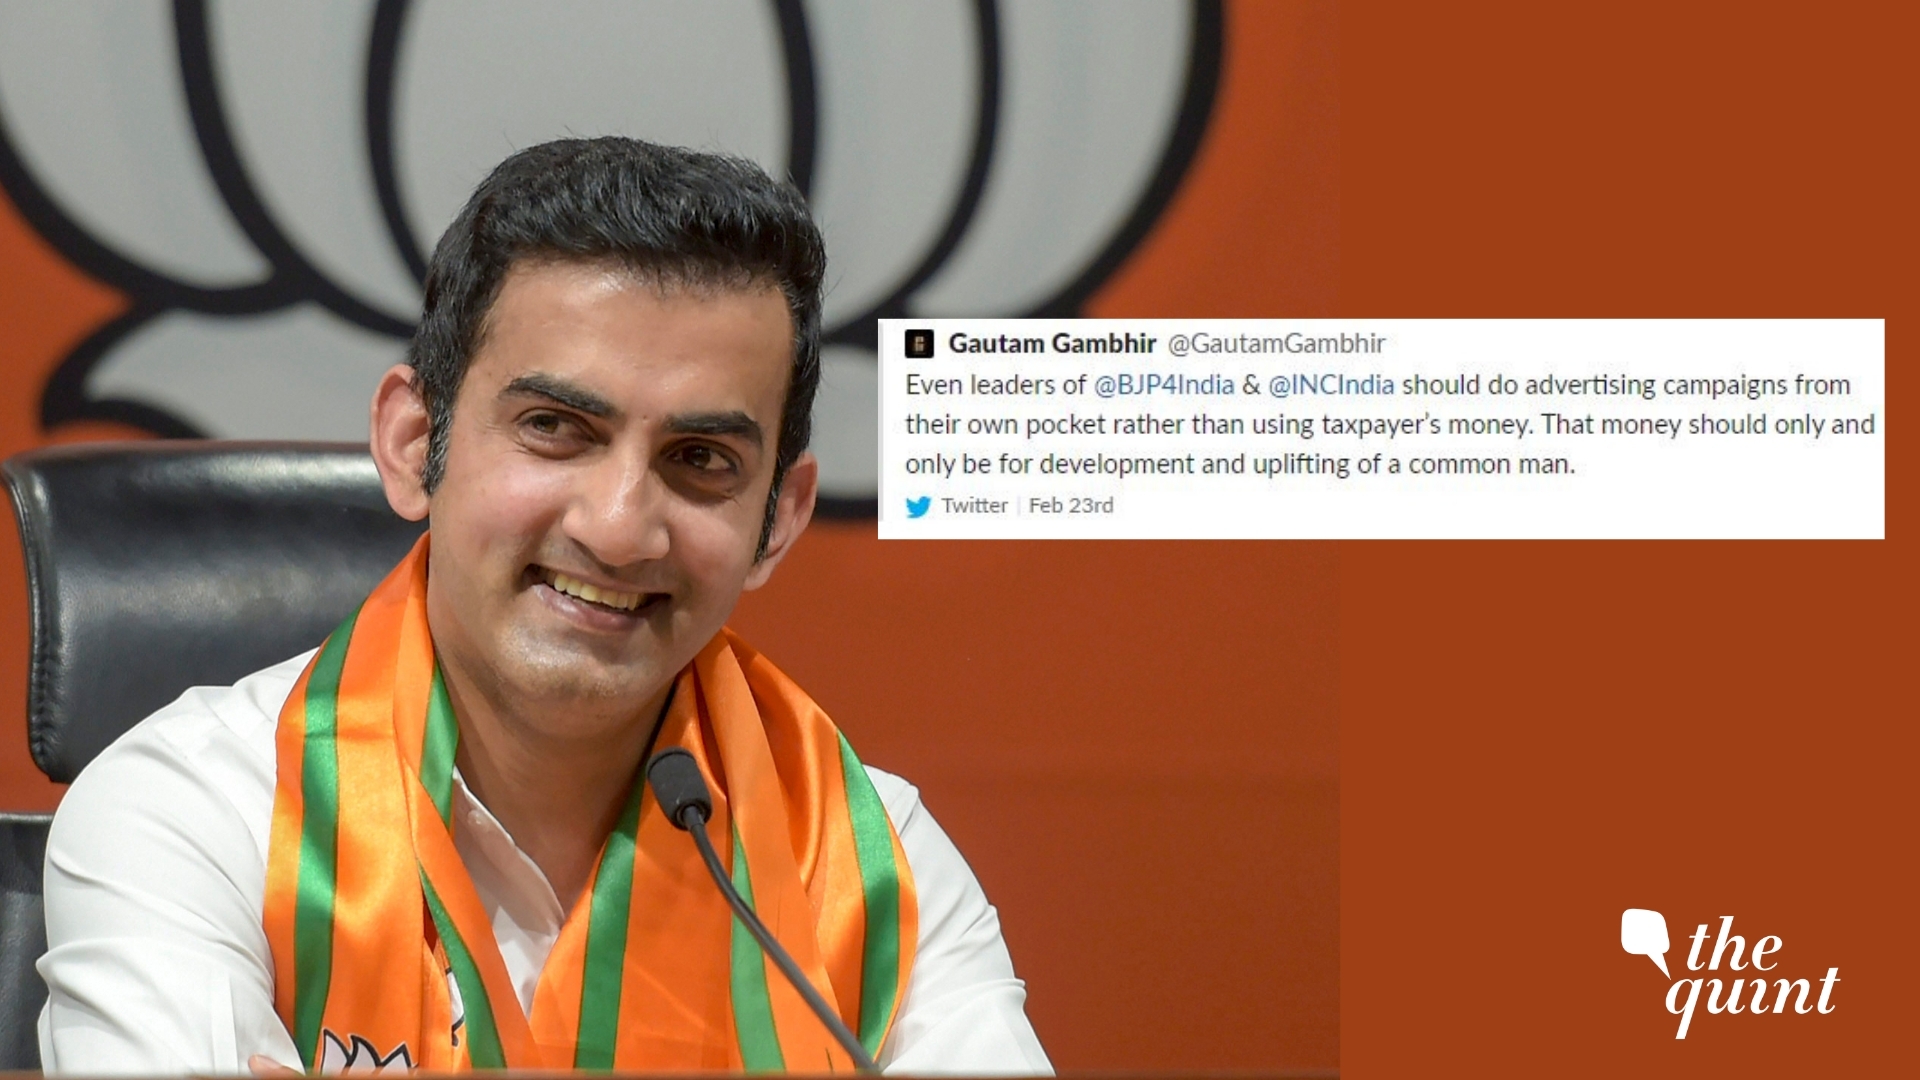 Gautam Gambhir @GautamGambhir
Even leaders of @BJP4India & @INCIndia should do advertising campaigns from
their own pocket rather than using taxpayer’s money. That money should only and
only be for development and uplifting of a common man.
Twitter | Feb 23rd
the
quint